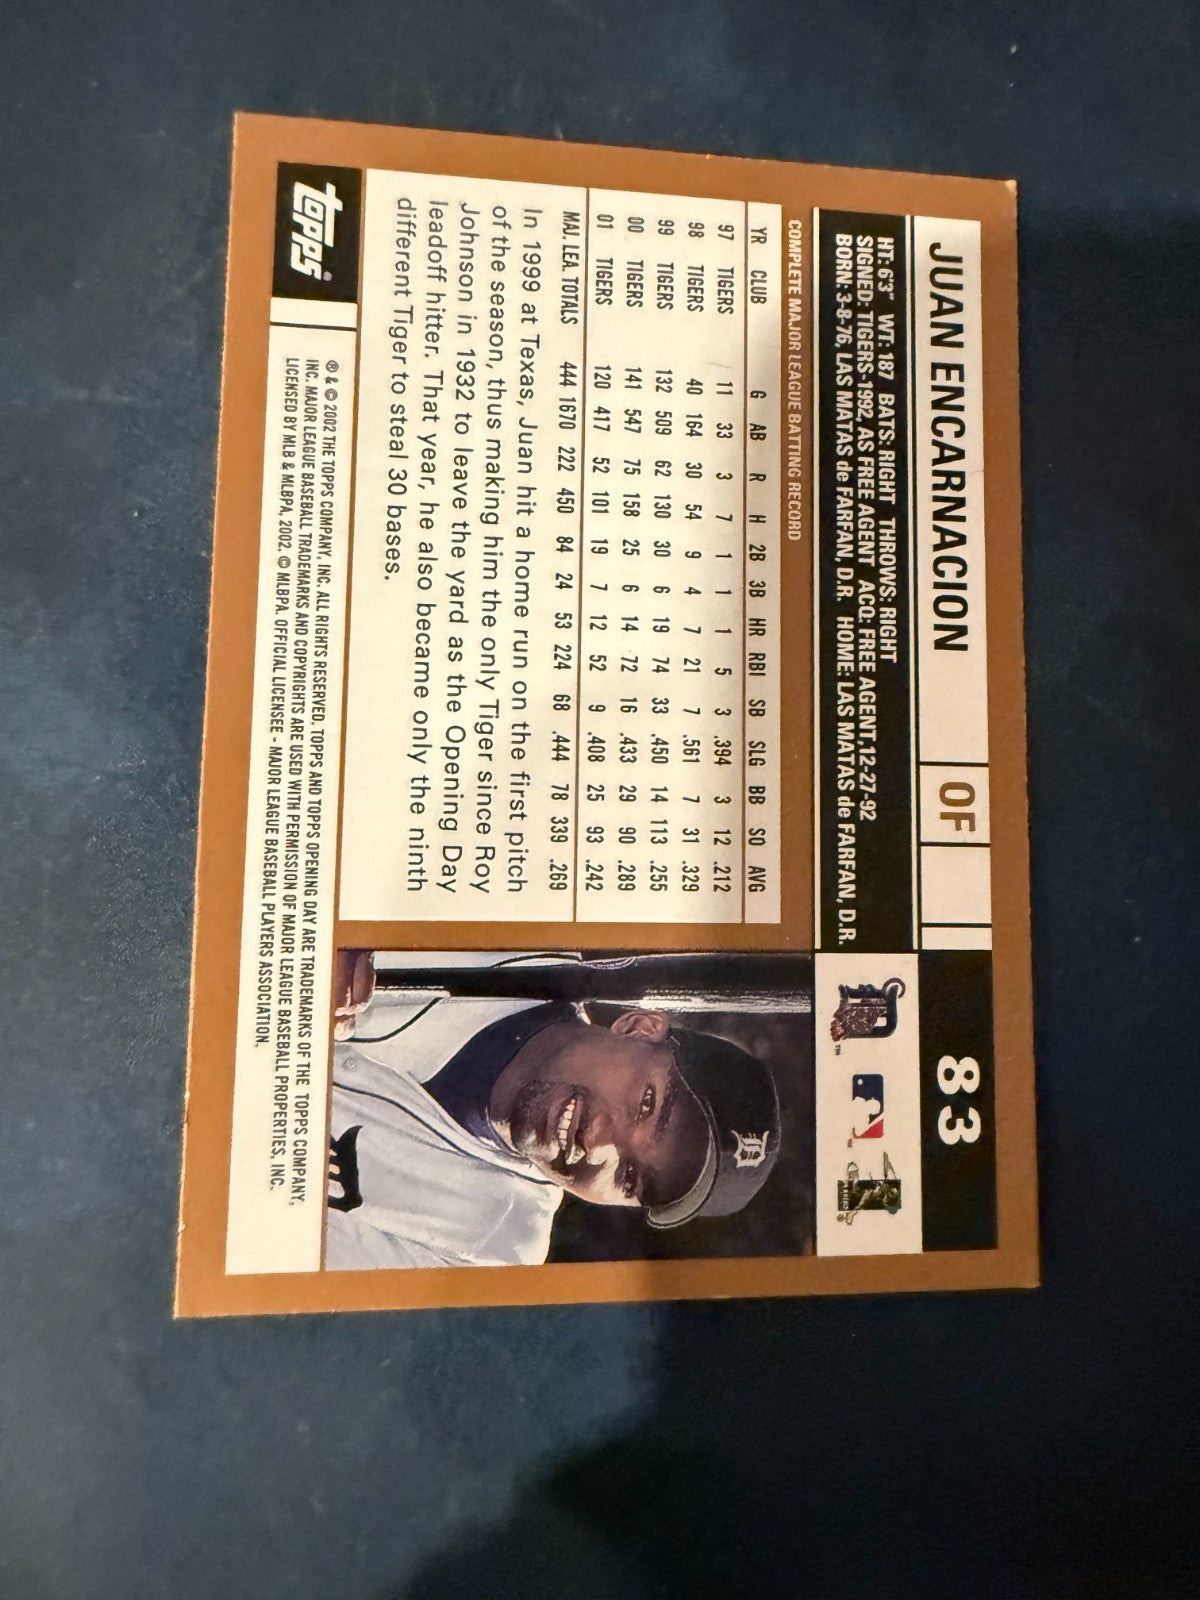 JUAN ENCARNACION OF 83
HT: 6'3" WT: 187 BATS: RIGHT THROWS: RIGHT
SIGNED: TIGERS-1992, AS FREE AGENT ACQ: FREE AGENT,12-27-92
BORN: 3-8-76, LAS MATAS de FARFAN, D.R. HOME: LAS MATAS de FARFAN, D.R.
COMPLETE MAJOR LEAGUE BATTING RECORD
YR CLUB G AB R H 2B 3B HR RBI SB SLG BB SO AVG
97 TIGERS 11 33 3 7 1 1 1 5 3 .394 3 12 .212
98 TIGERS 40 164 30 54 9 4 7 21 7 .561 7 31 .329
99 TIGERS 132 509 62 130 30 6 19 74 33 .450 14 113 .255
00 TIGERS 141 547 75 158 25 6 14 72 16 .433 29 90 .289
01 TIGERS 120 417 52 101 19 7 12 52 9 .408 25 93 .242
MAJ. LEA. TOTALS 444 1670 222 450 84 24 53 224 68 .444 78 339 .269
In 1999 at Texas, Juan hit a home run on the first pitch
of the season, thus making him the only Tiger since Roy
Johnson in 1932 to leave the yard as the Opening Day
leadoff hitter. That year, he also became only the ninth
different Tiger to steal 30 bases.
topps®
® & © 2002 THE TOPPS COMPANY, INC. ALL RIGHTS RESERVED. TOPPS AND TOPPS OPENING DAY ARE TRADEMARKS OF THE TOPPS COMPANY,
INC. MAJOR LEAGUE BASEBALL TRADEMARKS AND COPYRIGHTS ARE USED WITH PERMISSION OF MAJOR LEAGUE BASEBALL PROPERTIES, INC.
LICENSED BY MLB & MLBPA, 2002. © MLBPA. OFFICIAL LICENSEE - MAJOR LEAGUE BASEBALL PLAYERS ASSOCIATION.